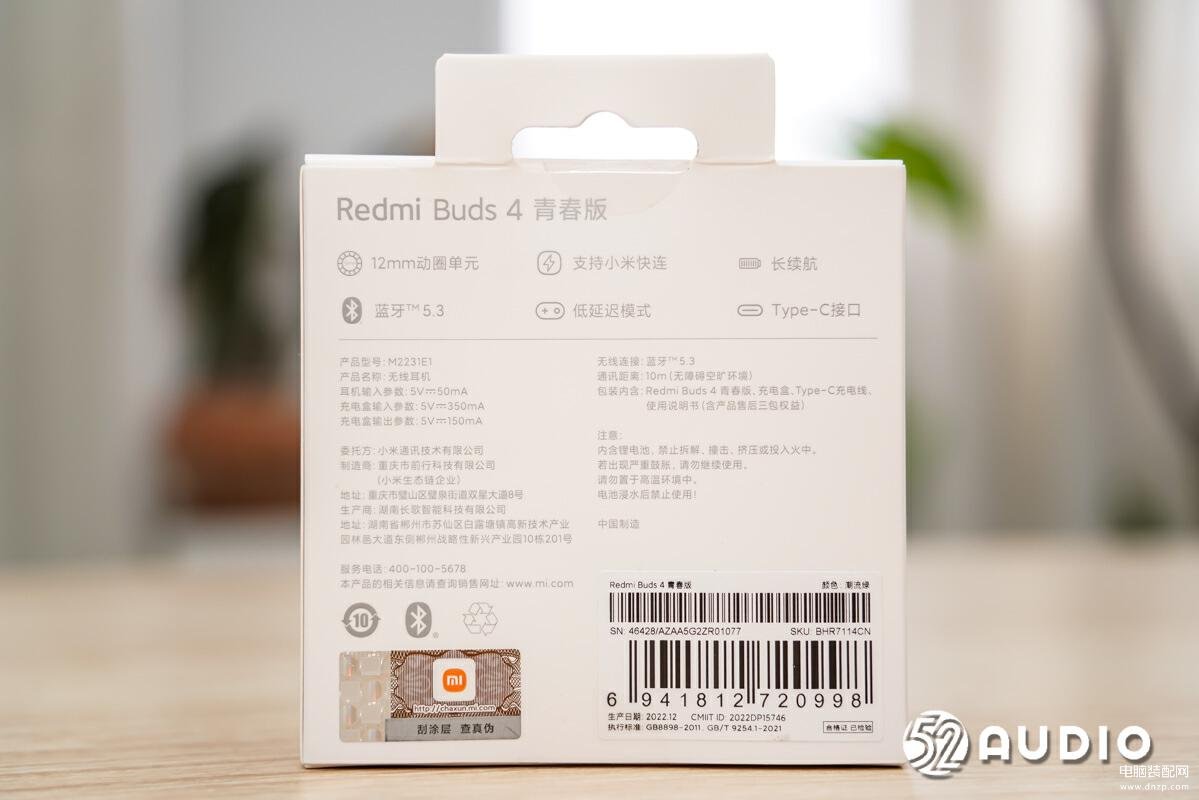 Redmi Buds 4 青春版
12mm动圈单元
支持小米快连
长续航
蓝牙™ 5.3
低延迟模式
Type-C接口
产品型号: M2231E1
产品名称: 无线耳机
耳机输入参数: 5V⎓50mA
充电盒输入参数: 5V⎓350mA
充电盒输出参数: 5V⎓150mA
委托方: 小米通讯技术有限公司
制造商: 重庆市前行科技有限公司
(小米生态链企业)
地址: 重庆市璧山区璧泉街道双星大道8号
生产商: 湖南长歌智能科技有限公司
地址: 湖南省郴州市苏仙区白露塘镇高新技术产业
园林邑大道东侧郴州战略性新兴产业园10栋201号
服务电话: 400-100-5678
本产品的相关信息请查询销售网址: www.mi.com
无线连接: 蓝牙™ 5.3
通讯距离: 10m (无障碍空旷环境)
包装内含: Redmi Buds 4 青春版、充电盒、Type-C充电线、
使用说明书 (含产品售后三包权益)
注意:
内含锂电池, 禁止拆解、撞击、挤压或投入火中。
若出现严重鼓胀, 请勿继续使用。
请勿置于高温环境中。
电池浸水后禁止使用!
中国制造
10
mi
http://chaxun.mi.com
刮涂层 查真伪
Redmi Buds 4 青春版
颜色: 潮流绿
SN: 46428/AZAA5G2ZR01077
SKU: BHR7114CN
6 941812 720998
生产日期: 2022.12 CMIIT ID: 2022DP15746
执行标准: GB8898-2011, GB/T 9254.1-2021
合格证 已检验
52 AUDIO
电脑装配网
www.dnzp.com